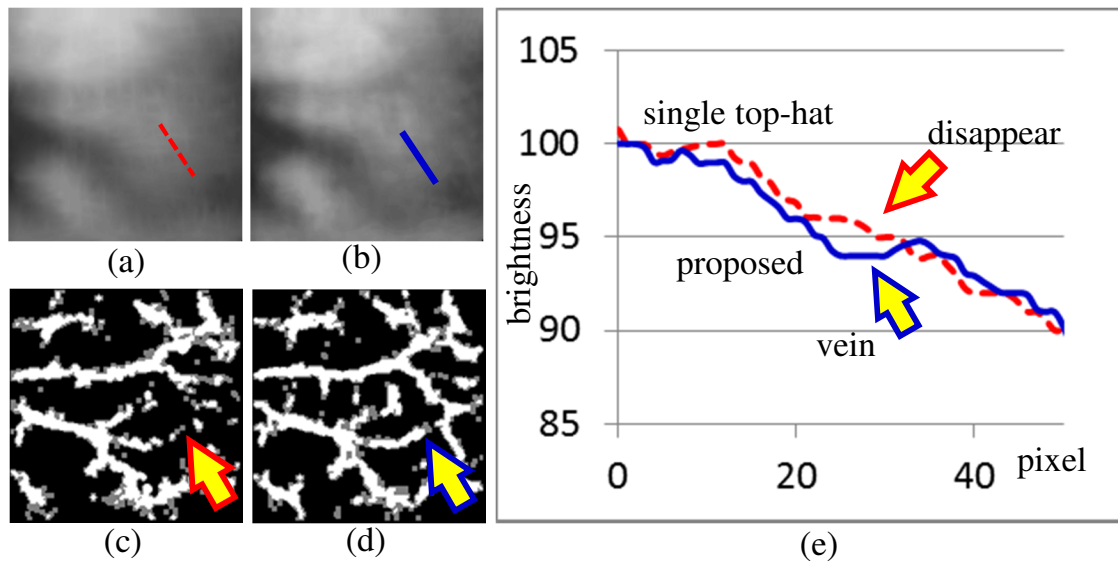 (a)
(b)
(c)
(d)
105
100
95
90
85
brightness
single top-hat
disappear
proposed
vein
0
20
40
pixel
(e)